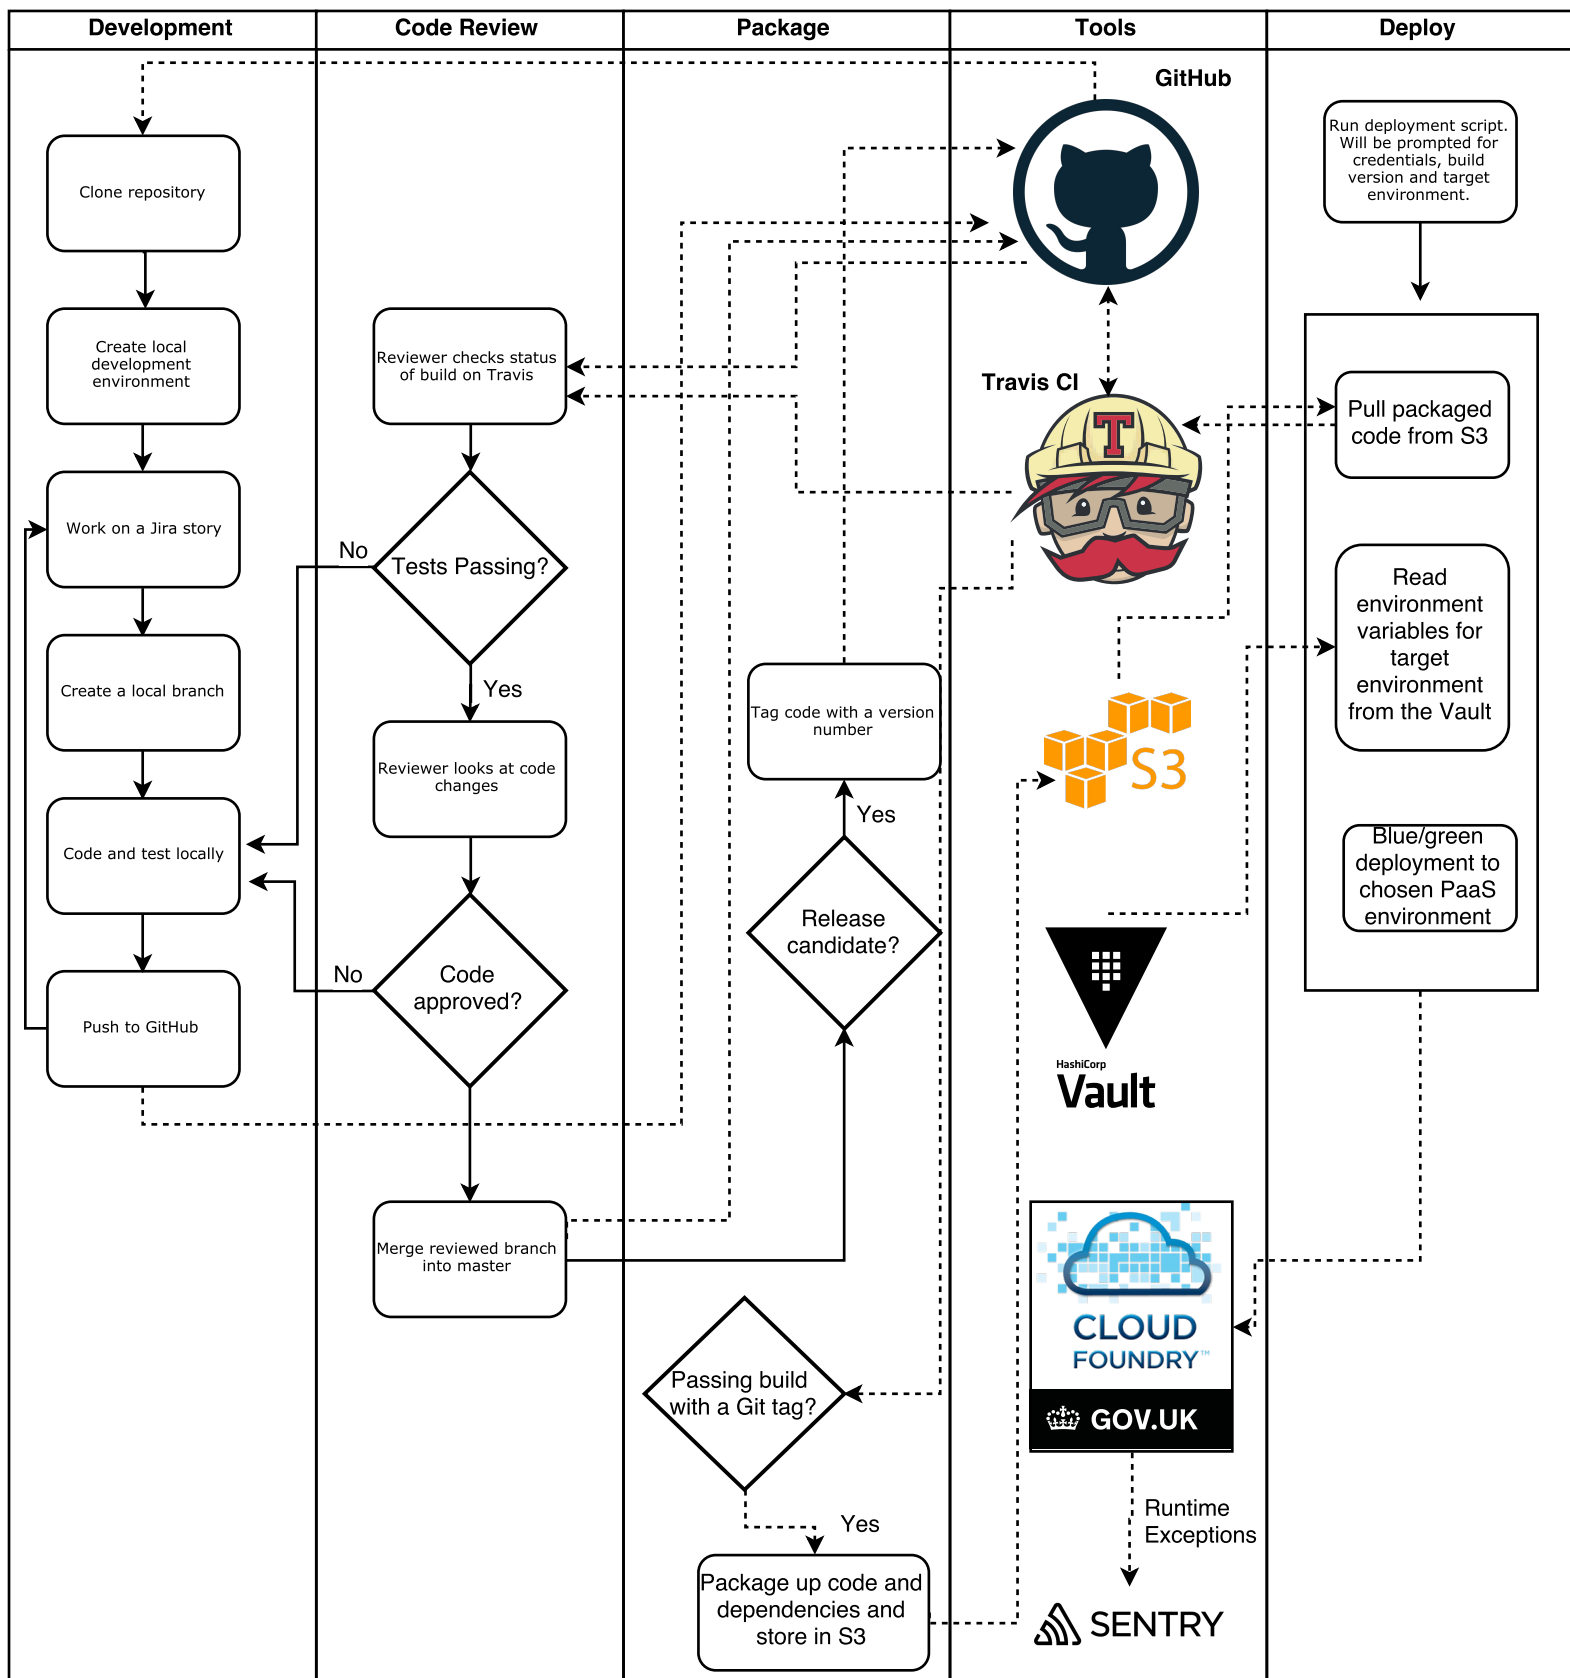 Development
Code Review
Package
Tools
Deploy
Clone repository
Create local
development
environment
Work on a Jira story
Create a local branch
Code and test locally
Push to GitHub
Reviewer checks status
of build on Travis
Tests Passing?
No
Yes
Reviewer looks at code
changes
Code
approved?
No
Merge reviewed branch
into master
Tag code with a version
number
Yes
Release
candidate?
Passing build
with a Git tag?
Yes
Package up code and
dependencies and
store in S3
GitHub
Travis CI
T
S3
HashiCorp
Vault
CLOUD
FOUNDRY™
GOV.UK
Runtime
Exceptions
SENTRY
Run deployment script.
Will be prompted for
credentials, build
version and target
environment.
Pull packaged
code from S3
Read
environment
variables for
target
environment
from the Vault
Blue/green
deployment to
chosen PaaS
environment